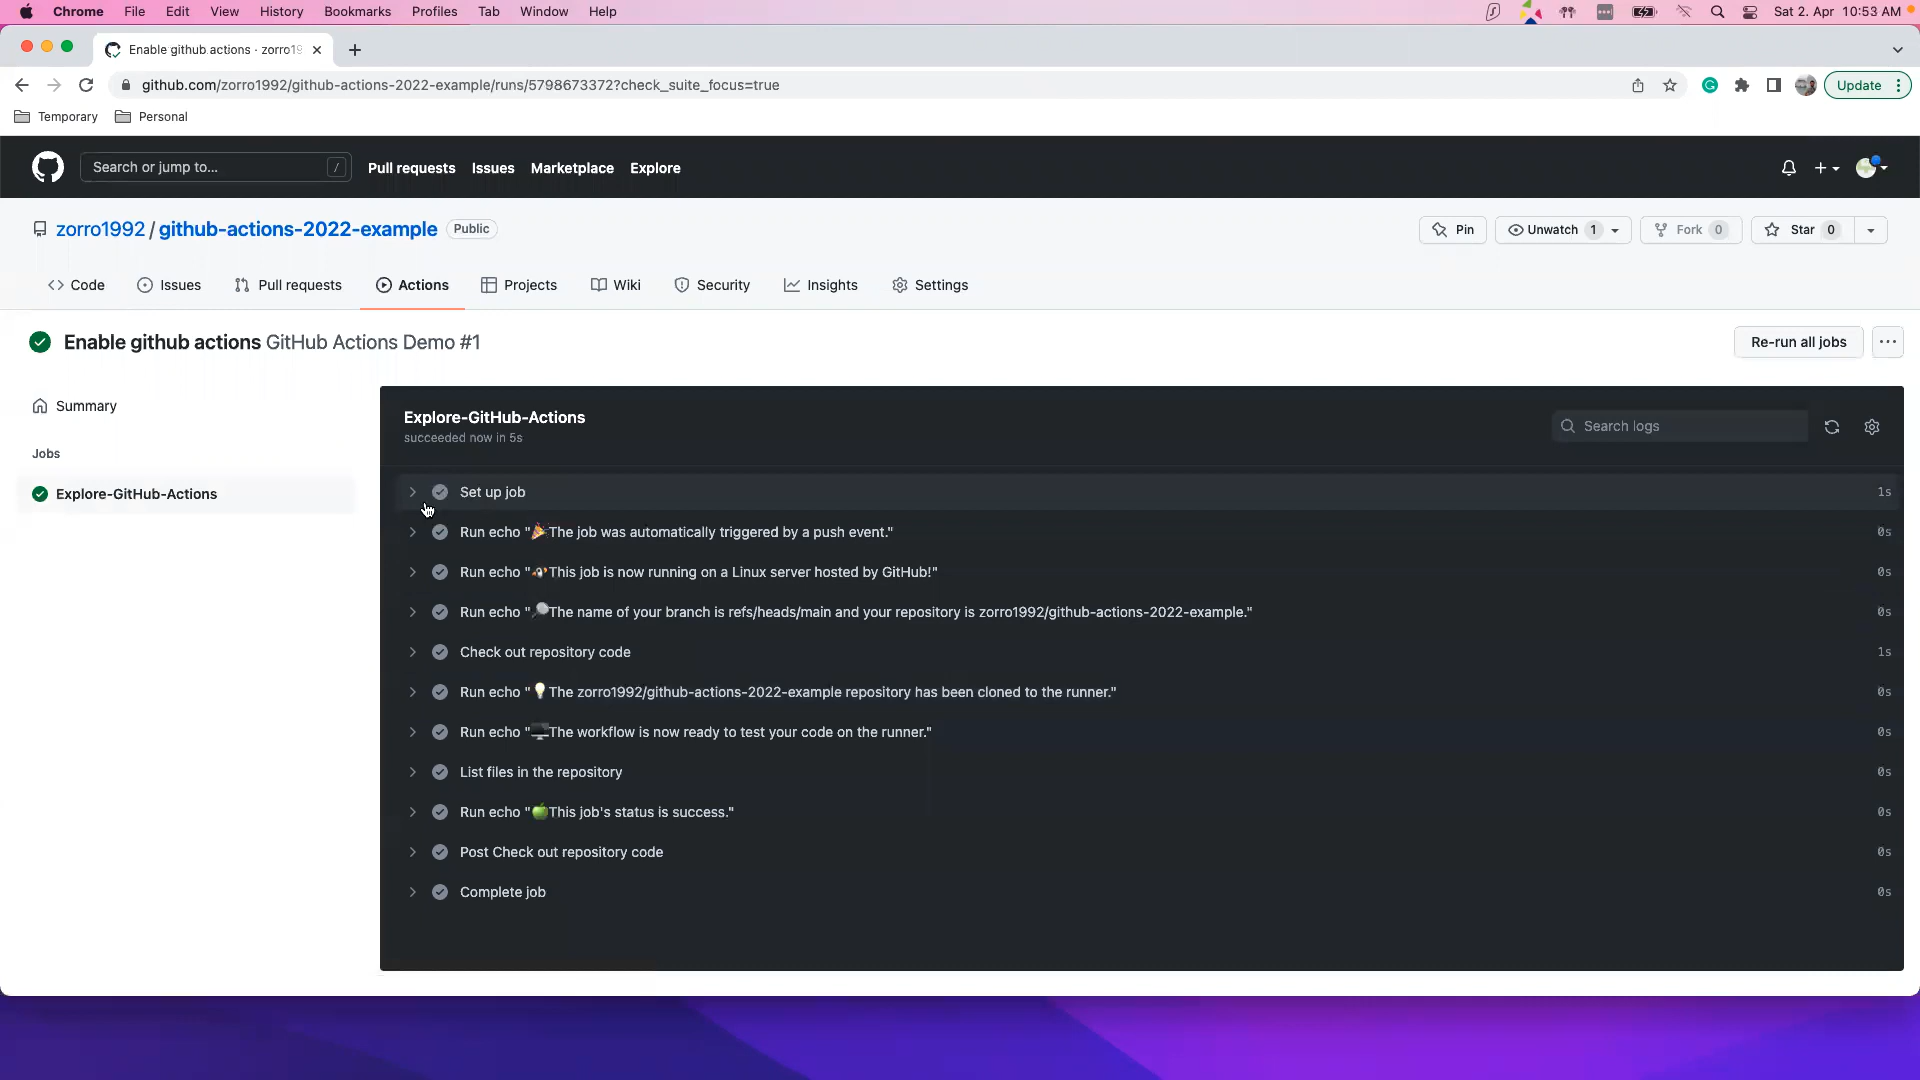 Chrome File Edit View History Bookmarks Profiles Tab Window Help Sat 2. Apr 10:53 AM
Enable github actions · zorro19
github.com/zorro1992/github-actions-2022-example/runs/5798673372?check_suite_focus=true Update
Temporary Personal
Search or jump to... / Pull requests Issues Marketplace Explore
zorro1992 / github-actions-2022-example Public Pin Unwatch 1 Fork 0 Star 0
Code Issues Pull requests Actions Projects Wiki Security Insights Settings
Enable github actions GitHub Actions Demo #1 Re-run all jobs
Summary
Jobs
Explore-GitHub-Actions
Explore-GitHub-Actions
succeeded now in 5s
Search logs
Set up job 1s
Run echo "🎉The job was automatically triggered by a push event." 0s
Run echo "🐧This job is now running on a Linux server hosted by GitHub!" 0s
Run echo "🔎The name of your branch is refs/heads/main and your repository is zorro1992/github-actions-2022-example." 0s
Check out repository code 1s
Run echo "💡The zorro1992/github-actions-2022-example repository has been cloned to the runner." 0s
Run echo "🖥️The workflow is now ready to test your code on the runner." 0s
List files in the repository 0s
Run echo "🍏This job's status is success." 0s
Post Check out repository code 0s
Complete job 0s